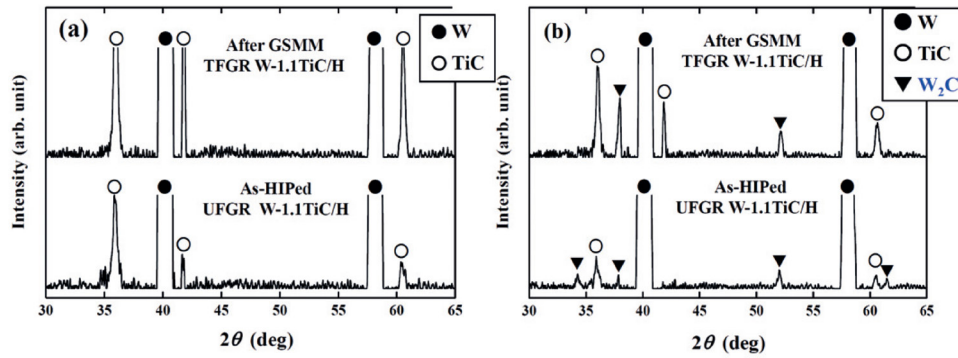 (a)
After GSMM
TFGR W-1.1TiC/H
As-HIPed
UFGR W-1.1TiC/H
W
TiC
Intensity (arb. unit)
30 35 40 45 50 55 60 65
2θ (deg)
(b)
After GSMM
TFGR W-1.1TiC/H
As-HIPed
UFGR W-1.1TiC/H
W
TiC
W₂C
Intensity (arb. unit)
30 35 40 45 50 55 60 65
2θ (deg)